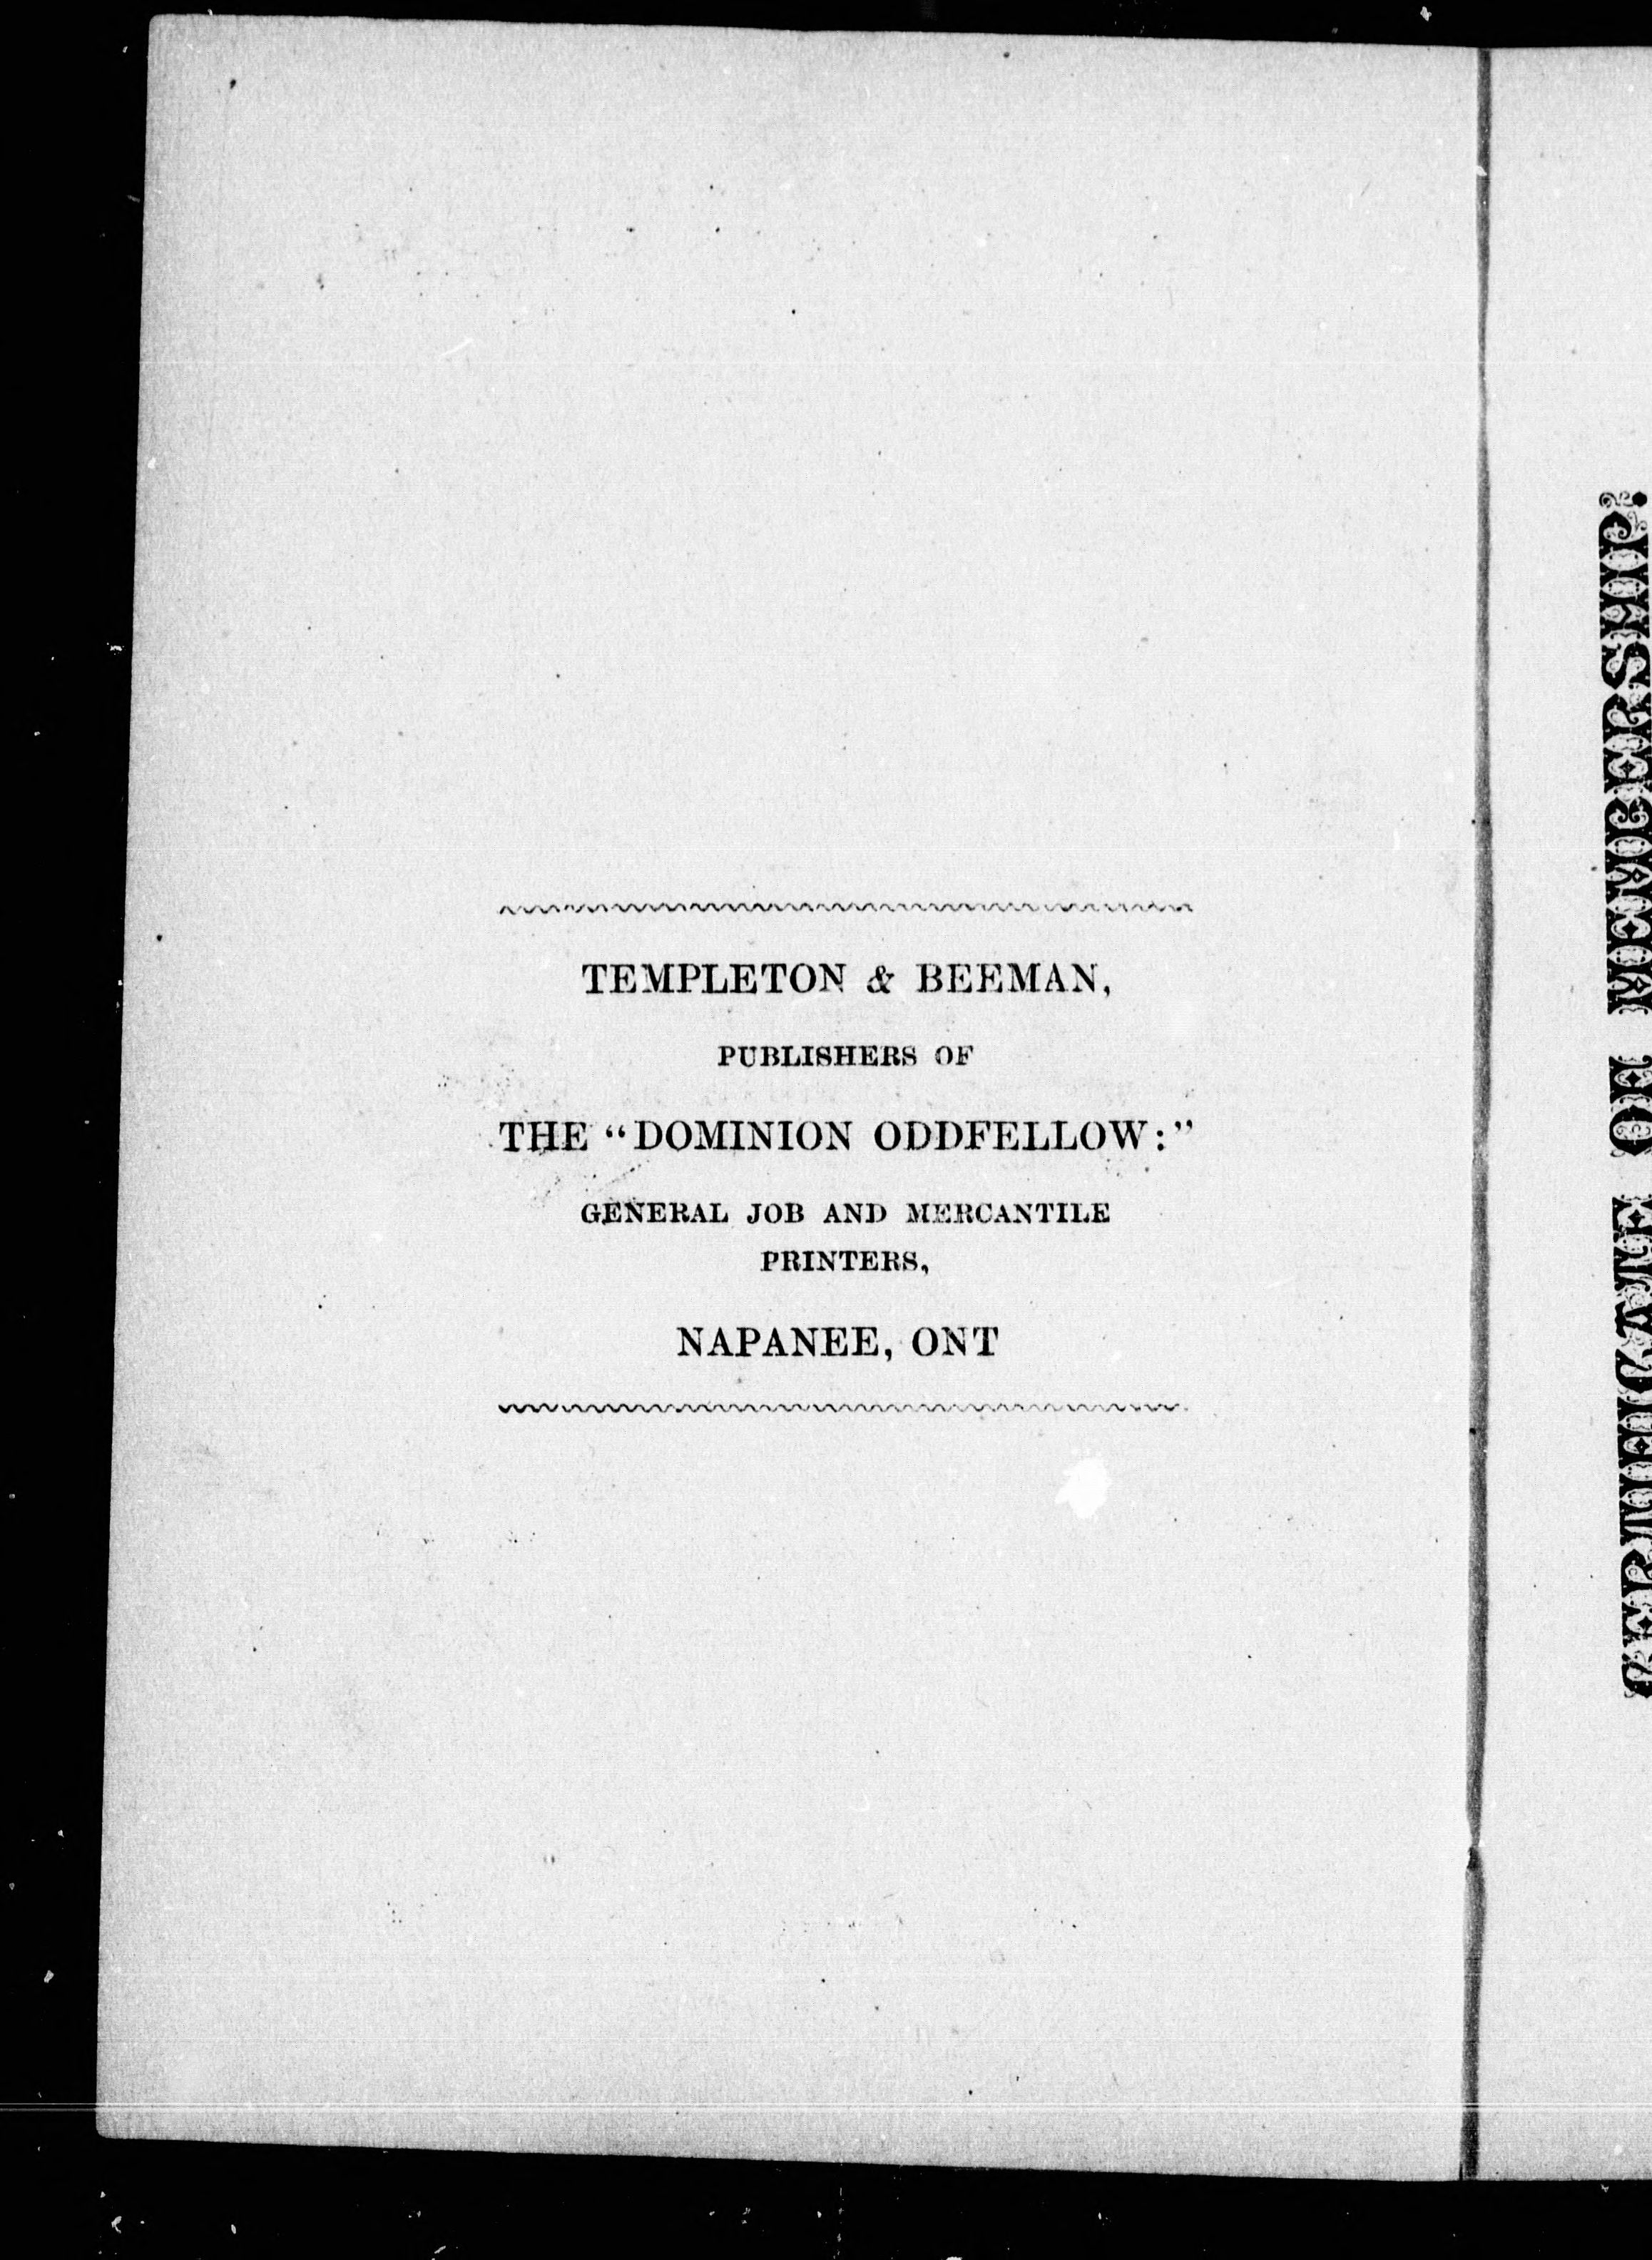 TEMPLETON & BEEMAN,
PUBLISHERS OF
THE “DOMINION ODDFELLOW:”
GENERAL JOB AND MERCANTILE
PRINTERS,
NAPANEE, ONT